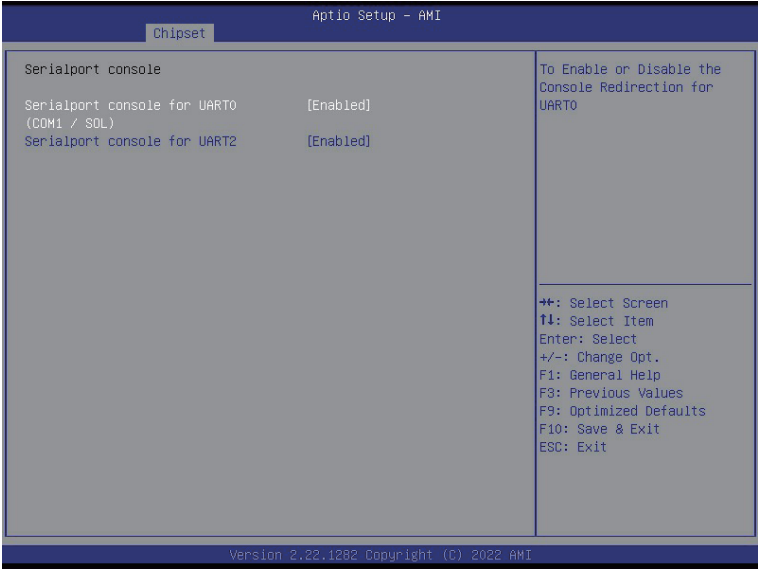 Aptio Setup – AMI
Chipset
Serialport console
Serialport console for UART0 [Enabled]
(COM1 / SOL)
Serialport console for UART2 [Enabled]
To Enable or Disable the
Console Redirection for
UART0
→←: Select Screen
↑↓: Select Item
Enter: Select
+/-: Change Opt.
F1: General Help
F3: Previous Values
F9: Optimized Defaults
F10: Save & Exit
ESC: Exit
Version 2.22.1282 Copyright (C) 2022 AMI